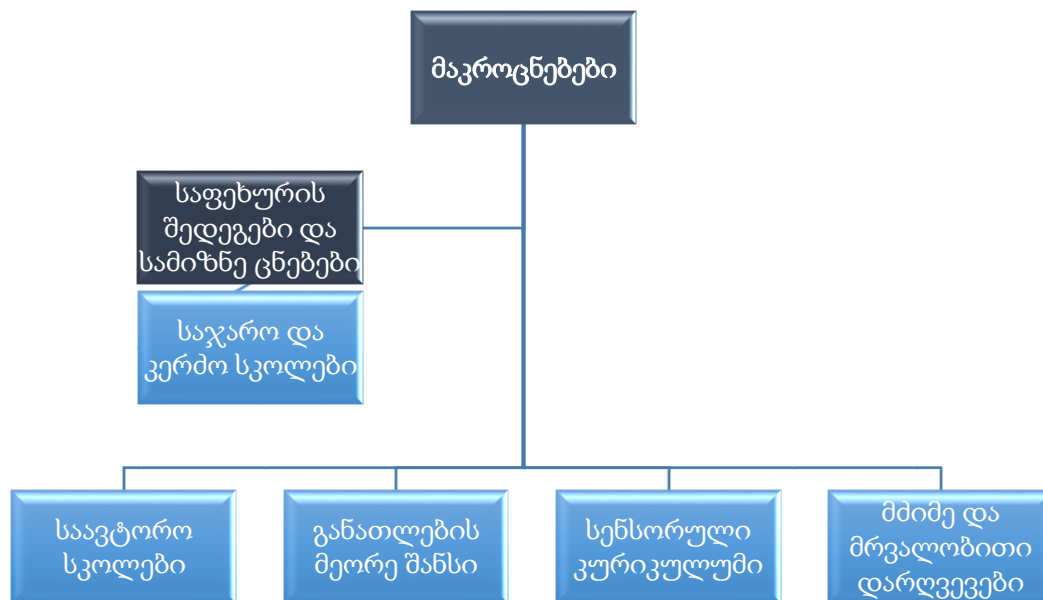 მაკროცნებები
საფეხურის
შედეგები და
სამიზნე ცნებები
საჯარო და
კერძო სკოლები
საავტორო
სკოლები
განათლების
მეორე შანსი
სენსორული
კურიკულუმი
მძიმე და
მრვალობითი
დარღვევები